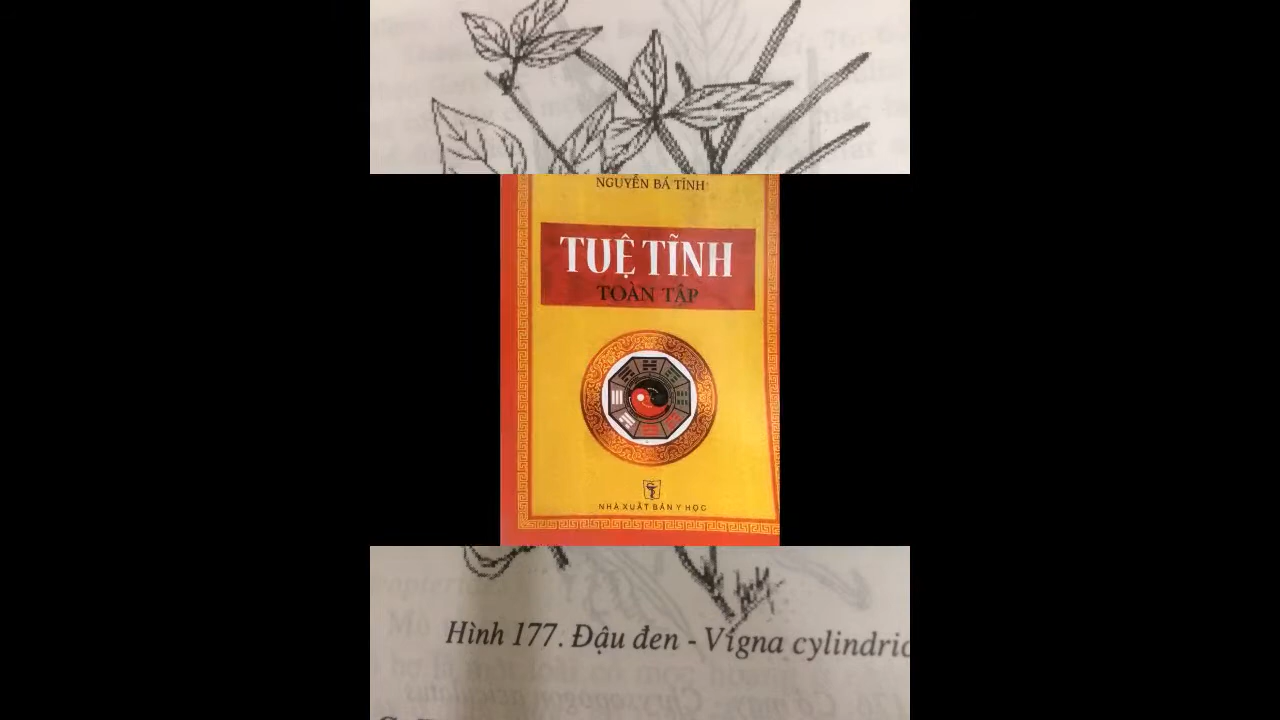 NGUYỄN BÁ TĨNH
TUỆ TĨNH
TOÀN TẬP
NHÀ XUẤT BẢN Y HỌC
Hình 177. Đậu đen - Vigna cylindric